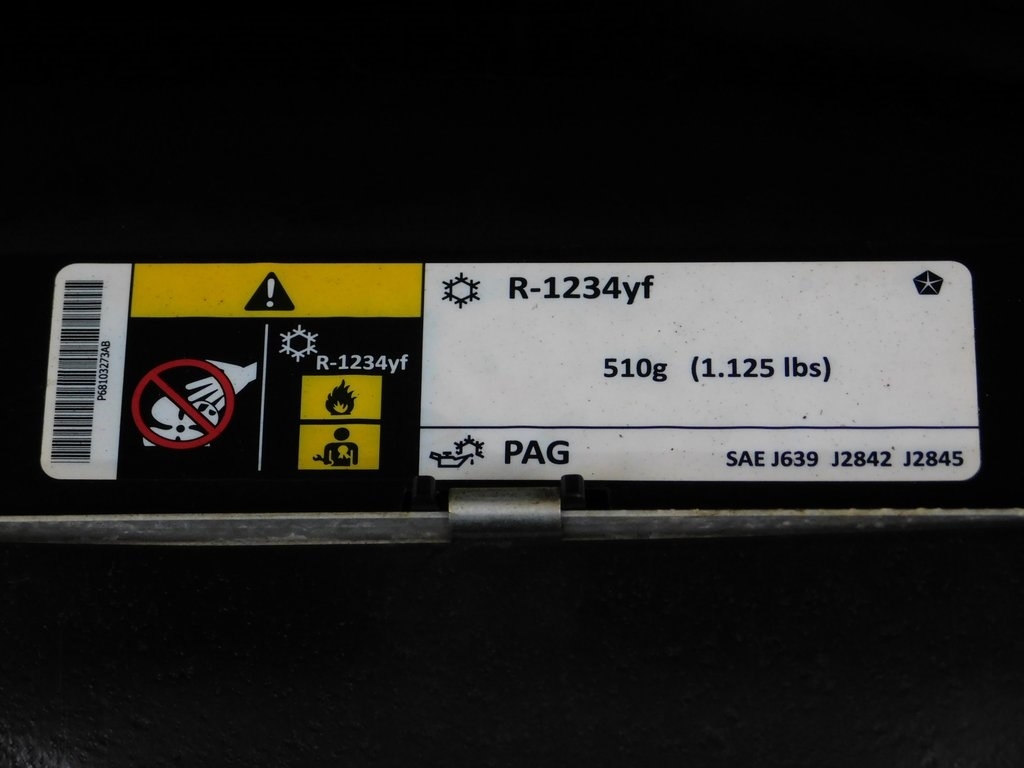 P68103273AB
R-1234yf
R-1234yf
510g (1.125 lbs)
PAG
SAE J639 J2842 J2845